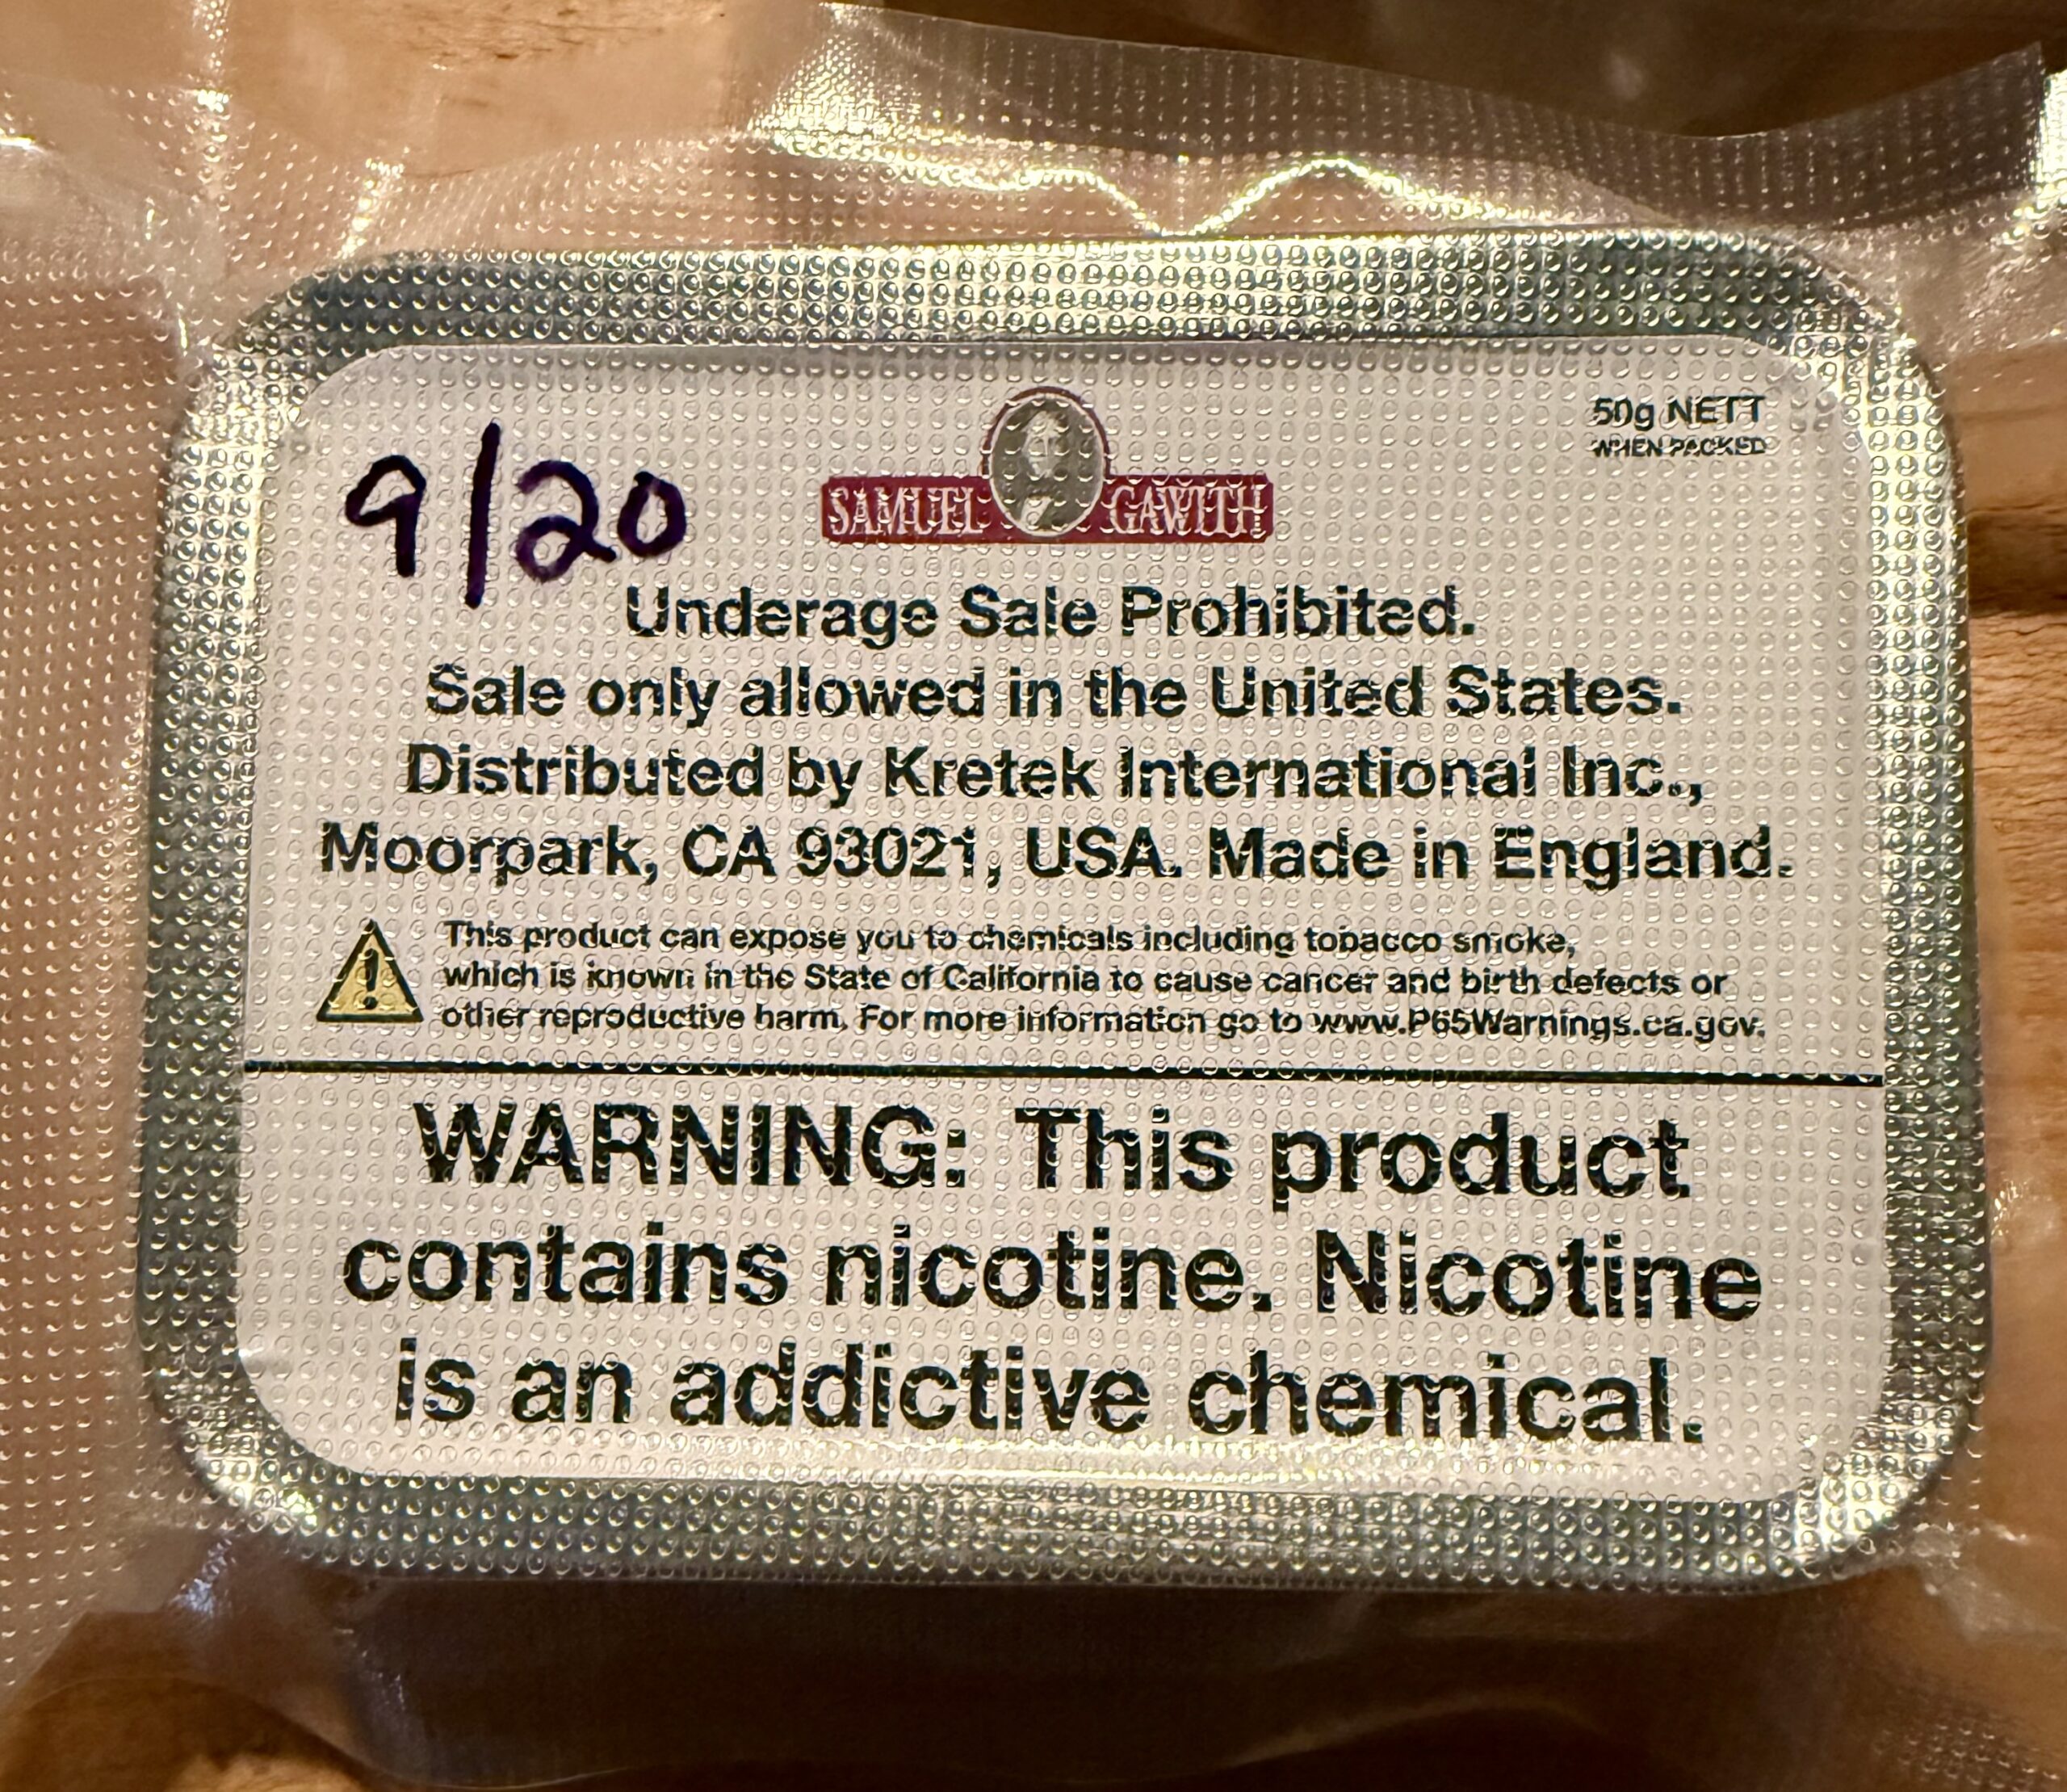 9/20
SAMUEL GAWITH
50g NETT
WHEN PACKED
Underage Sale Prohibited.
Sale only allowed in the United States.
Distributed by Kretek International Inc.,
Moorpark, CA 93021, USA. Made in England.
This product can expose you to chemicals including tobacco smoke,
which is known in the State of California to cause cancer and birth defects or
other reproductive harm. For more information go to www.P65Warnings.ca.gov.
WARNING: This product
contains nicotine. Nicotine
is an addictive chemical.